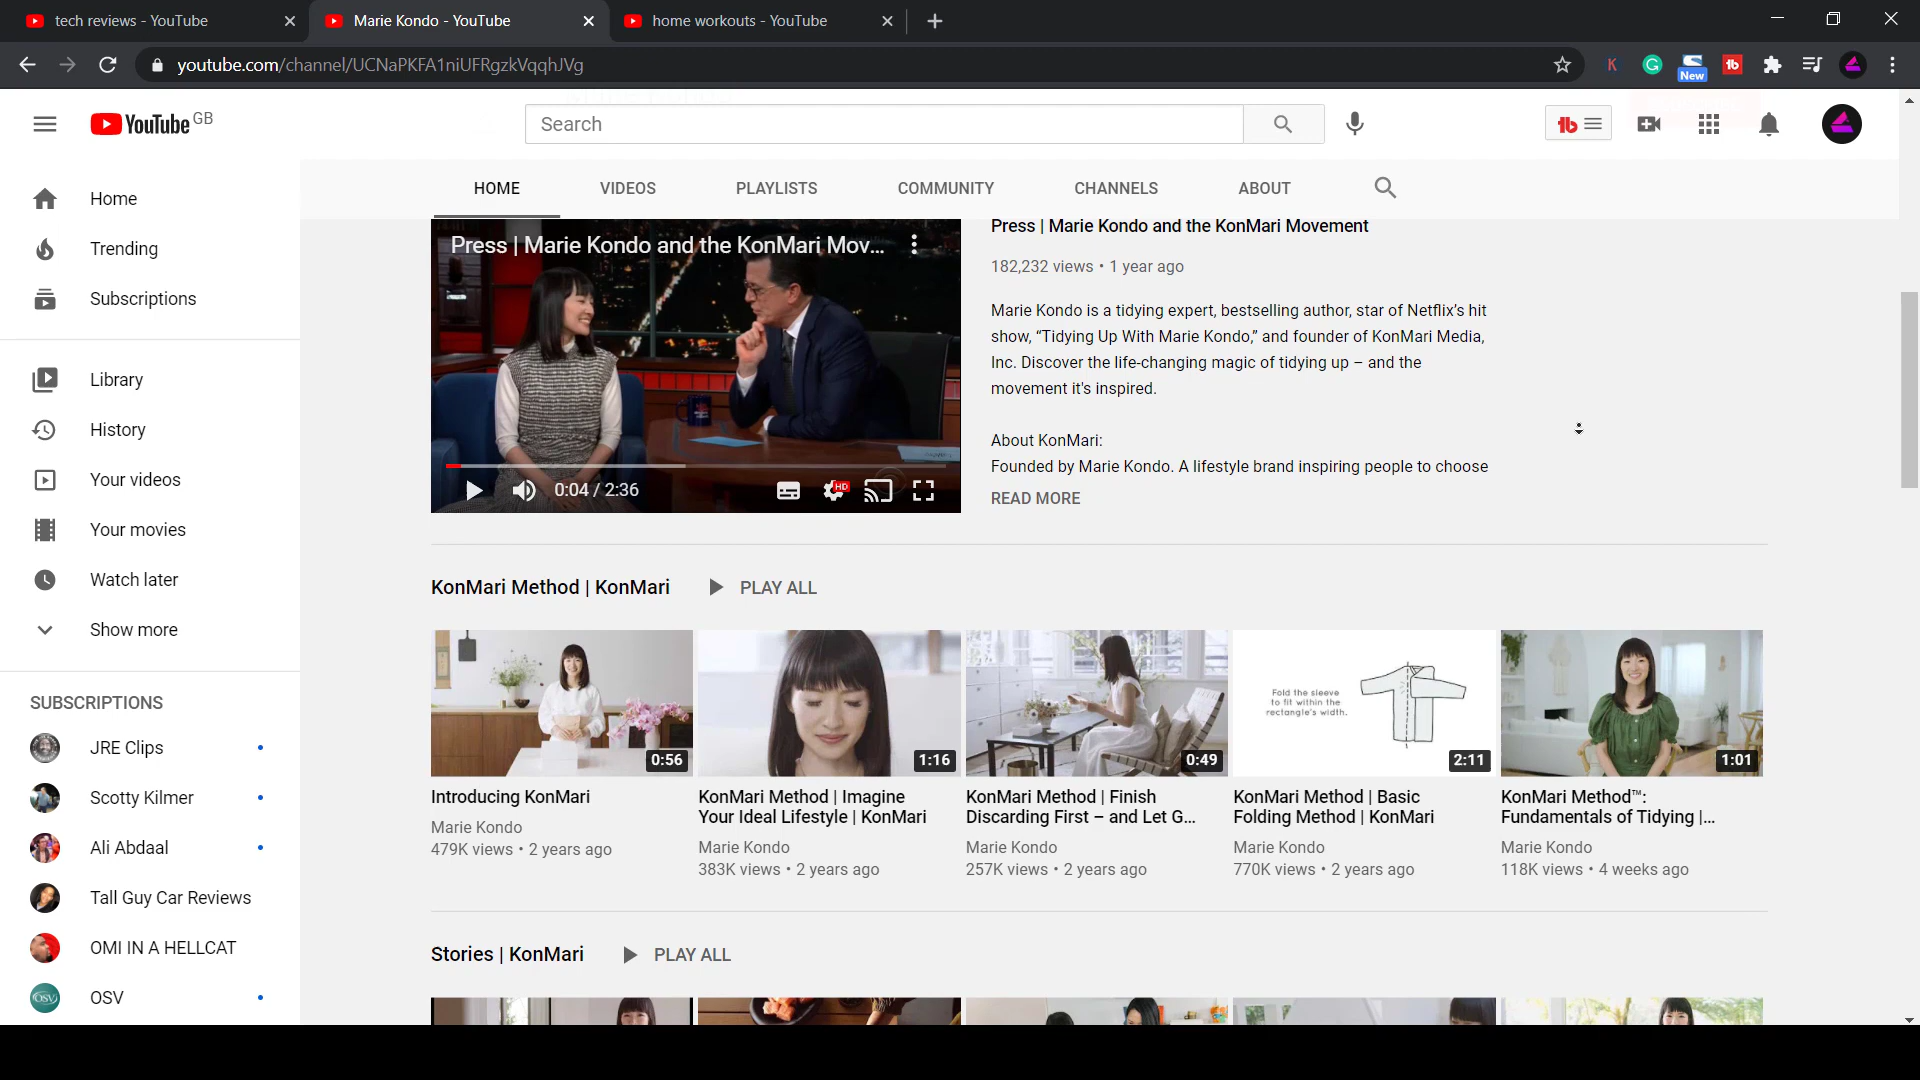 tech reviews - YouTube
Marie Kondo - YouTube
home workouts - YouTube
youtube.com/channel/UCNaPKFA1niUFRgzkVqqhJVg
K
G
New
tb
YouTube GB
Search
tb
HOME
VIDEOS
PLAYLISTS
COMMUNITY
CHANNELS
ABOUT
Home
Trending
Subscriptions
Library
History
Your videos
Your movies
Watch later
Show more
SUBSCRIPTIONS
JRE Clips
Scotty Kilmer
Ali Abdaal
Tall Guy Car Reviews
OMI IN A HELLCAT
OSV
OSV
Press | Marie Kondo and the KonMari Mov...
0:04 / 2:36
HD
Press | Marie Kondo and the KonMari Movement
182,232 views • 1 year ago
Marie Kondo is a tidying expert, bestselling author, star of Netflix's hit
show, “Tidying Up With Marie Kondo,” and founder of KonMari Media,
Inc. Discover the life-changing magic of tidying up – and the
movement it's inspired.
About KonMari:
Founded by Marie Kondo. A lifestyle brand inspiring people to choose
READ MORE
KonMari Method | KonMari
PLAY ALL
0:56
Introducing KonMari
Marie Kondo
479K views • 2 years ago
1:16
KonMari Method | Imagine
Your Ideal Lifestyle | KonMari
Marie Kondo
383K views • 2 years ago
0:49
KonMari Method | Finish
Discarding First – and Let G...
Marie Kondo
257K views • 2 years ago
Fold the sleeve
to fit within the
rectangle's width.
2:11
KonMari Method | Basic
Folding Method | KonMari
Marie Kondo
770K views • 2 years ago
1:01
KonMari Method™:
Fundamentals of Tidying |...
Marie Kondo
118K views • 4 weeks ago
Stories | KonMari
PLAY ALL